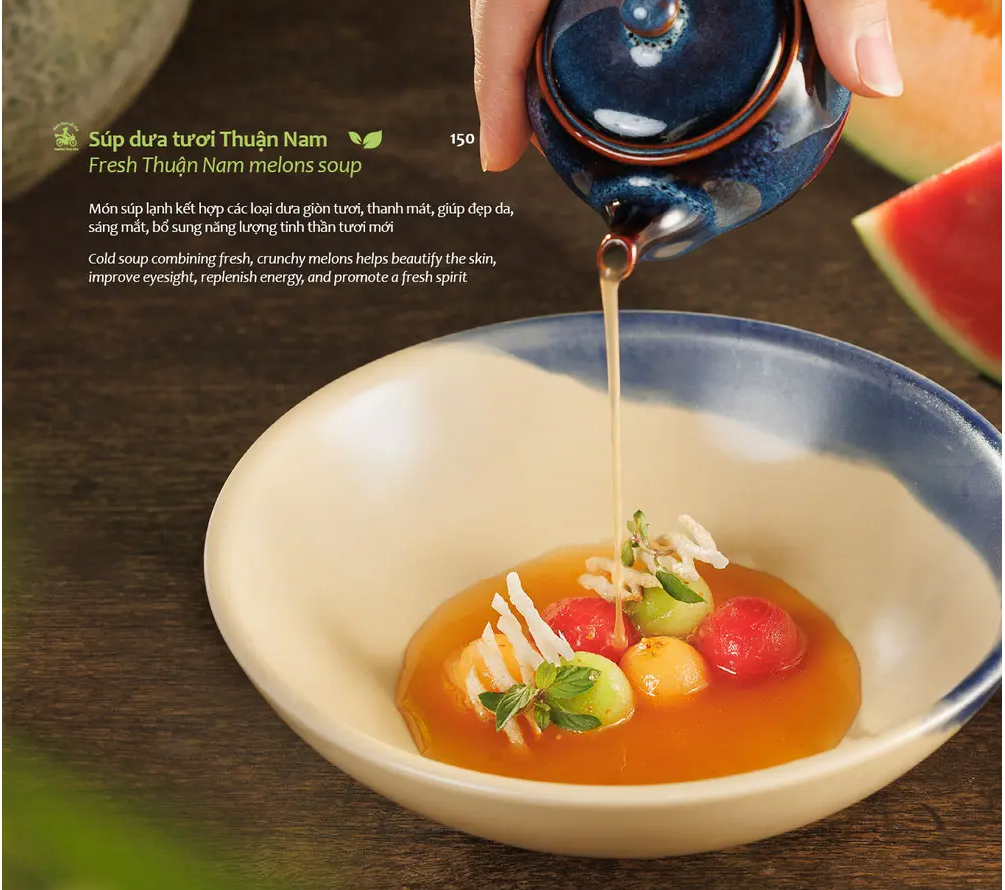 Súp dưa tươi Thuận Nam
150
Fresh Thuận Nam melons soup
Món súp lạnh kết hợp các loại dưa giòn tươi, thanh mát, giúp đẹp da,
sáng mắt, bổ sung năng lượng tinh thần tươi mới
Cold soup combining fresh, crunchy melons helps beautify the skin,
improve eyesight, replenish energy, and promote a fresh spirit